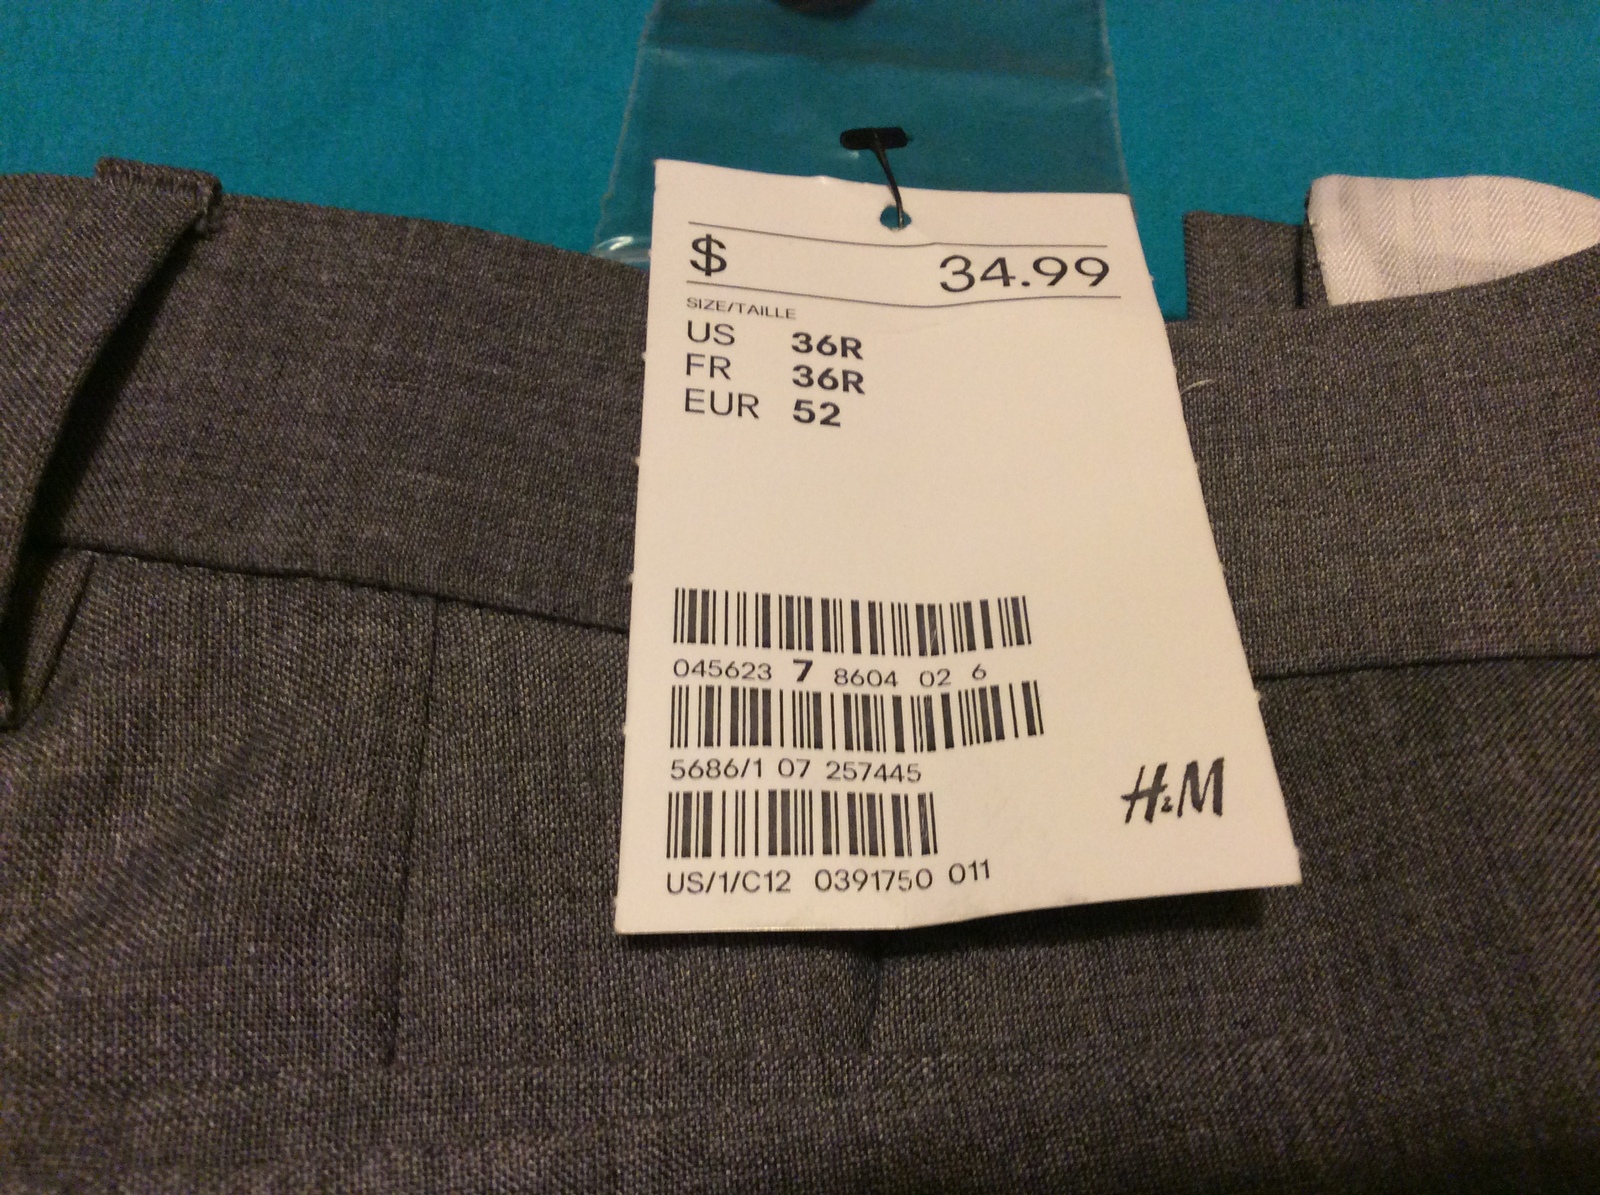 $ 34.99
SIZE/TAILLE
US 36R
FR 36R
EUR 52
045623 7 8604 02 6
5686/1 07 257445
H&M
US/1/C12 0391750 011